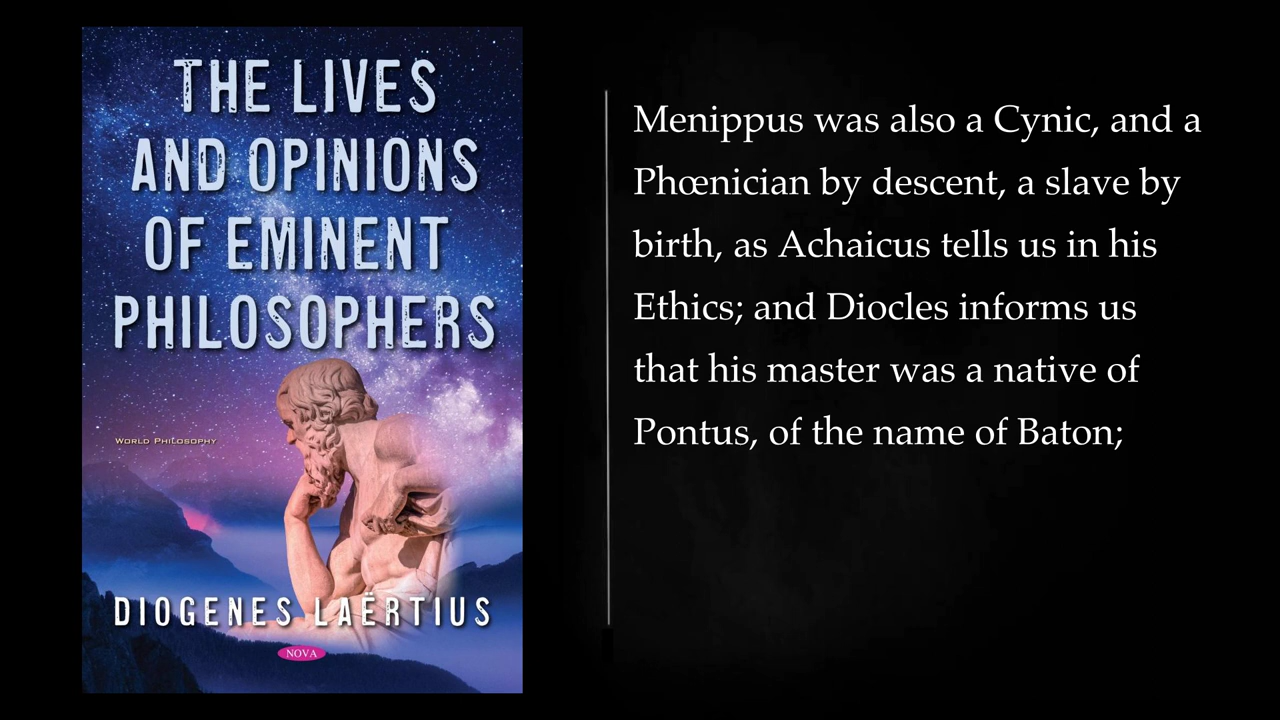 THE LIVES
AND OPINIONS
OF EMINENT
PHILOSOPHERS
WORLD PHILOSOPHY
DIOGENES LAËRTIUS
NOVA
Menippus was also a Cynic, and a
Phœnician by descent, a slave by
birth, as Achaicus tells us in his
Ethics; and Diocles informs us
that his master was a native of
Pontus, of the name of Baton;